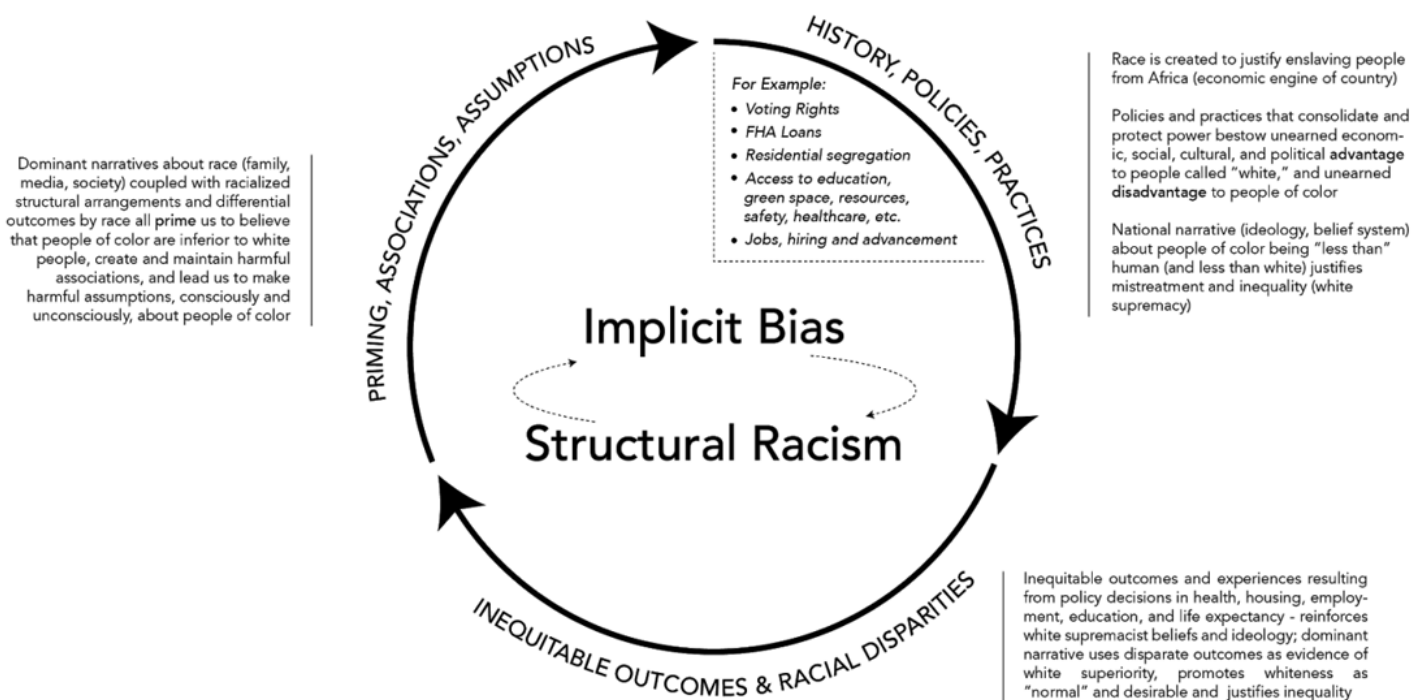 HISTORY, POLICIES, PRACTICES
For Example:
• Voting Rights
• FHA Loans
• Residential segregation
• Access to education,
green space, resources,
safety, healthcare, etc.
• Jobs, hiring and advancement
Race is created to justify enslaving people
from Africa (economic engine of country)
Policies and practices that consolidate and
protect power bestow unearned econom-
ic, social, cultural, and political advantage
to people called "white," and unearned
disadvantage to people of color
National narrative (ideology, belief system)
about people of color being "less than"
human (and less than white) justifies
mistreatment and inequality (white
supremacy)
INEQUITABLE OUTCOMES & RACIAL DISPARITIES
Inequitable outcomes and experiences resulting
from policy decisions in health, housing, employ-
ment, education, and life expectancy - reinforces
white supremacist beliefs and ideology; dominant
narrative uses disparate outcomes as evidence of
white superiority, promotes whiteness as
"normal" and desirable and justifies inequality
PRIMING, ASSOCIATIONS, ASSUMPTIONS
Dominant narratives about race (family,
media, society) coupled with racialized
structural arrangements and differential
outcomes by race all prime us to believe
that people of color are inferior to white
people, create and maintain harmful
associations, and lead us to make
harmful assumptions, consciously and
unconsciously, about people of color
Implicit Bias
Structural Racism